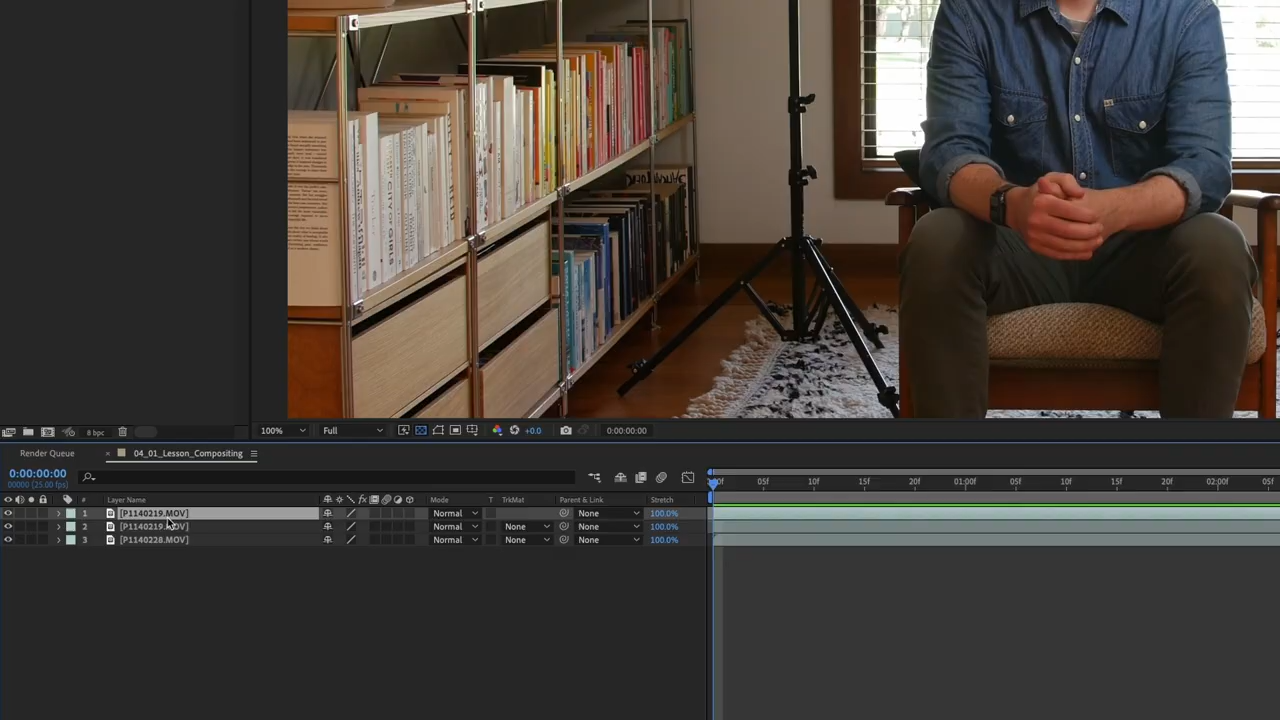 CITY OF GIRLS
100%
Full
8 bpc
+0.0
0:00:00:00
Render Queue
× 04_01_Lesson_Compositing
0:00:00:00
00000 (25.00 fps)
05f 10f 15f 20f 01:00f 05f 10f 15f 20f 02:00f 05f
# Layer Name Mode T TrkMat Parent & Link Stretch
1 [P1140219.MOV] Normal None 100.0%
2 [P1140219.MOV] Normal None None 100.0%
3 [P1140228.MOV] Normal None None 100.0%